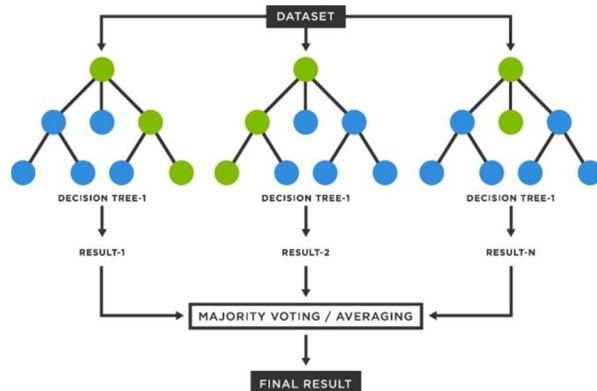 DATASET
DECISION TREE-1 DECISION TREE-1 DECISION TREE-1
RESULT-1 RESULT-2 RESULT-N
MAJORITY VOTING / AVERAGING
FINAL RESULT